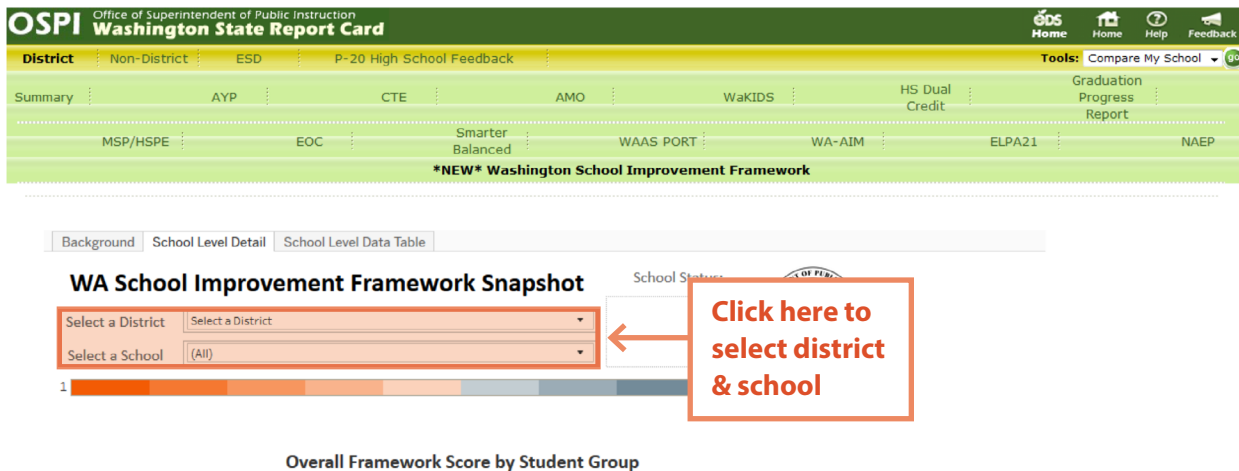 OSPI Office of Superintendent of Public Instruction
Washington State Report Card
EDS Home Home Help Feedback
District Non-District ESD P-20 High School Feedback Tools: Compare My School go
Summary AYP CTE AMO WaKIDS HS Dual Credit Graduation Progress Report
MSP/HSPE EOC Smarter Balanced WAAS PORT WA-AIM ELPA21 NAEP
*NEW* Washington School Improvement Framework
Background School Level Detail School Level Data Table
WA School Improvement Framework Snapshot
School Status:
OF PUB
Select a District Select a District
Select a School (All)
Click here to
select district
& school
1
Overall Framework Score by Student Group